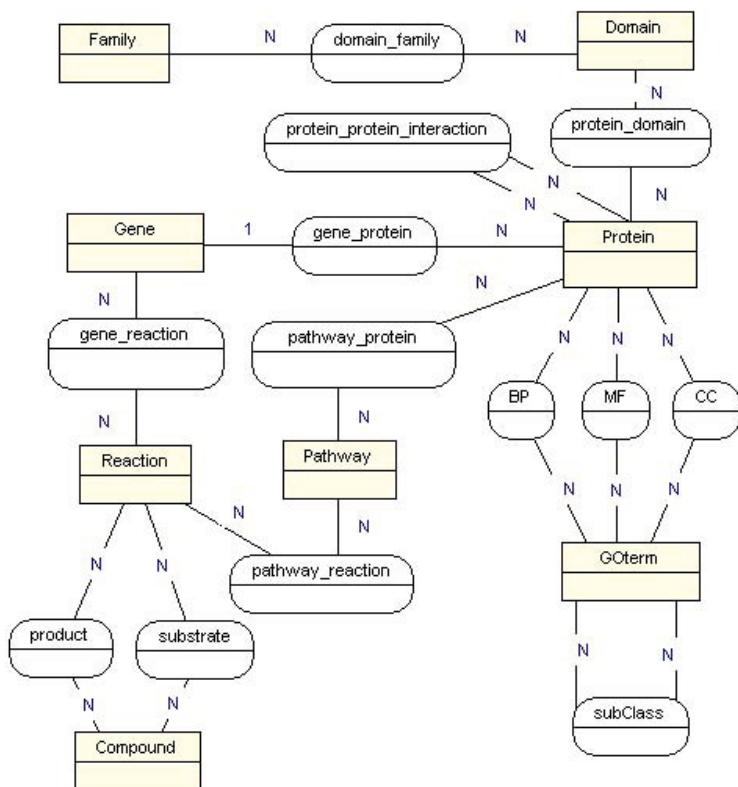 Family
N
domain_family
N
Domain
N
protein_protein_interaction
protein_domain
N
N
N
Gene
1
gene_protein
N
Protein
N
N
gene_reaction
pathway_protein
N
N
N
BP
MF
CC
N
N
Reaction
Pathway
N
N
N
N
N
GOterm
pathway_reaction
N
N
product
substrate
N
N
N
N
subClass
Compound